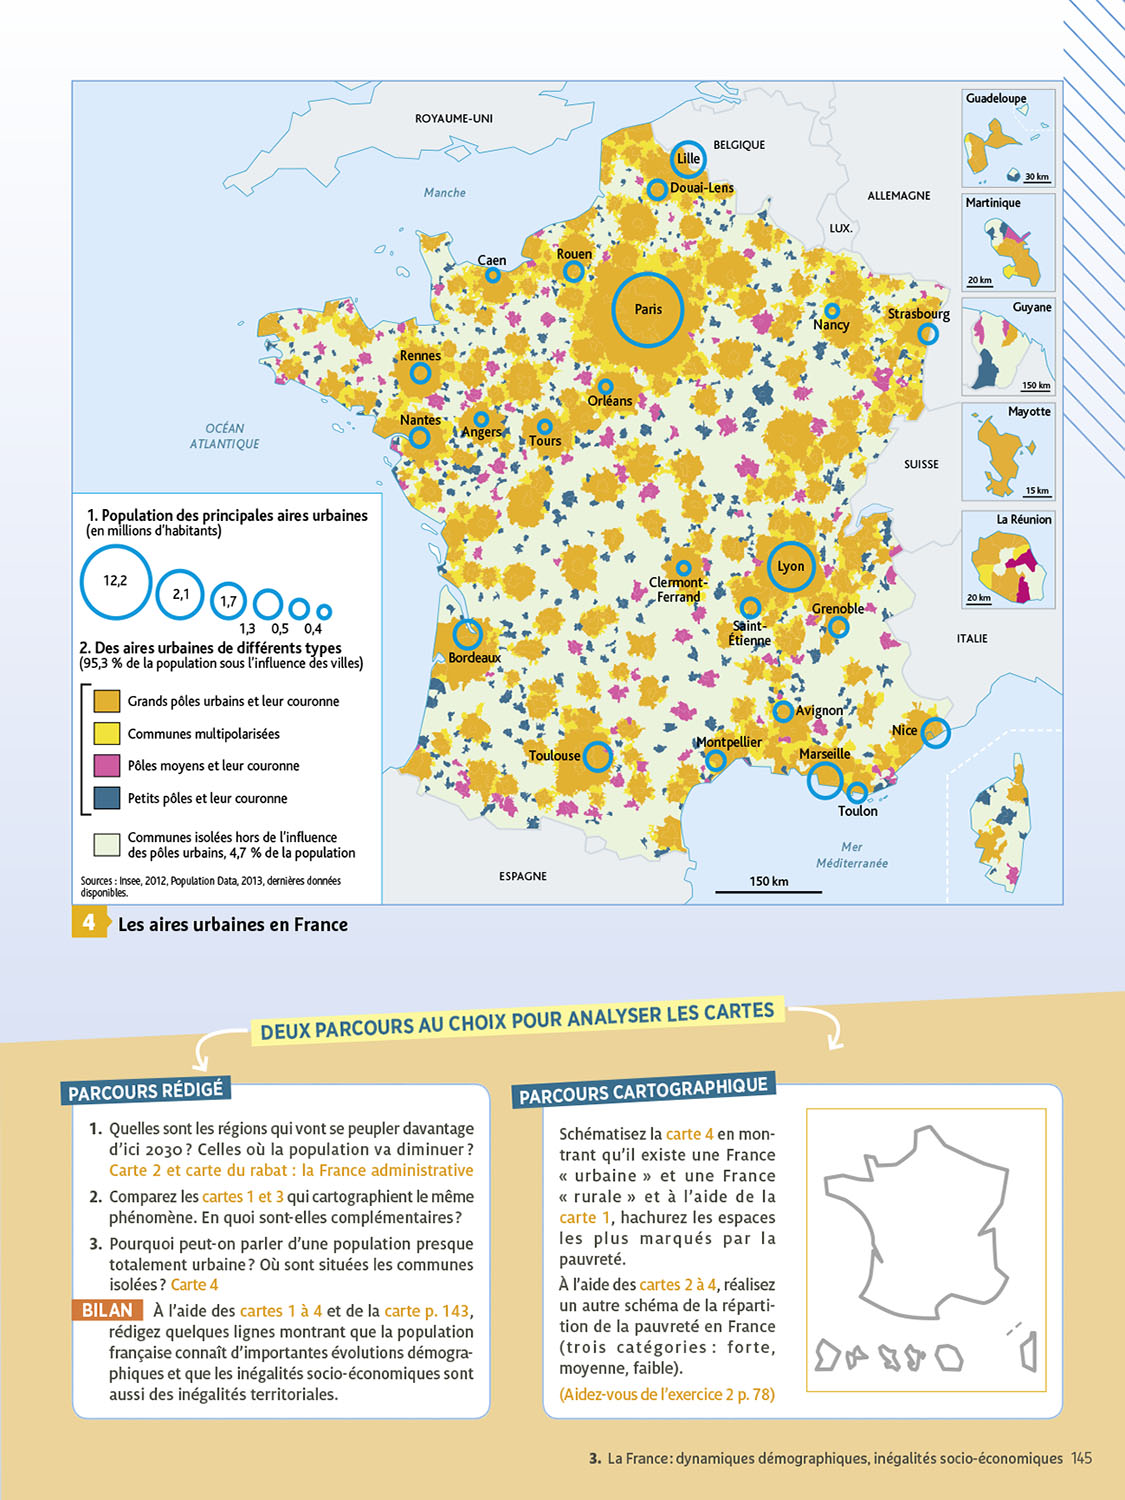 ROYAUME-UNI
BELGIQUE
ALLEMAGNE
LUX.
Manche
Lille
Douai-Lens
Caen
Rouen
Paris
Nancy
Strasbourg
Rennes
Orléans
Nantes
Angers
Tours
OCÉAN
ATLANTIQUE
SUISSE
Lyon
Clermont-
Ferrand
Saint-
Étienne
Grenoble
ITALIE
Bordeaux
Avignon
Nice
Toulouse
Montpellier
Marseille
Toulon
Mer
Méditerranée
ESPAGNE
150 km
Guadeloupe
30 km
Martinique
20 km
Guyane
150 km
Mayotte
15 km
La Réunion
20 km
1. Population des principales aires urbaines
(en millions d'habitants)
12,2
2,1
1,7
1,3
0,5
0,4
2. Des aires urbaines de différents types
(95,3 % de la population sous l'influence des villes)
Grands pôles urbains et leur couronne
Communes multipolarisées
Pôles moyens et leur couronne
Petits pôles et leur couronne
Communes isolées hors de l'influence
des pôles urbains, 4,7 % de la population
Sources : Insee, 2012, Population Data, 2013, dernières données
disponibles.
4 Les aires urbaines en France
DEUX PARCOURS AU CHOIX POUR ANALYSER LES CARTES
PARCOURS RÉDIGÉ
1. Quelles sont les régions qui vont se peupler davantage
d'ici 2030 ? Celles où la population va diminuer ?
Carte 2 et carte du rabat : la France administrative
2. Comparez les cartes 1 et 3 qui cartographient le même
phénomène. En quoi sont-elles complémentaires ?
3. Pourquoi peut-on parler d'une population presque
totalement urbaine ? Où sont situées les communes
isolées ? Carte 4
BILAN À l'aide des cartes 1 à 4 et de la carte p. 143,
rédigez quelques lignes montrant que la population
française connaît d'importantes évolutions démogra-
phiques et que les inégalités socio-économiques sont
aussi des inégalités territoriales.
PARCOURS CARTOGRAPHIQUE
Schématisez la carte 4 en mon-
trant qu'il existe une France
« urbaine » et une France
« rurale » et à l'aide de la
carte 1, hachurez les espaces
les plus marqués par la
pauvreté.
À l'aide des cartes 2 à 4, réalisez
un autre schéma de la réparti-
tion de la pauvreté en France
(trois catégories : forte,
moyenne, faible).
(Aidez-vous de l'exercice 2 p. 78)
3. La France : dynamiques démographiques, inégalités socio-économiques 145